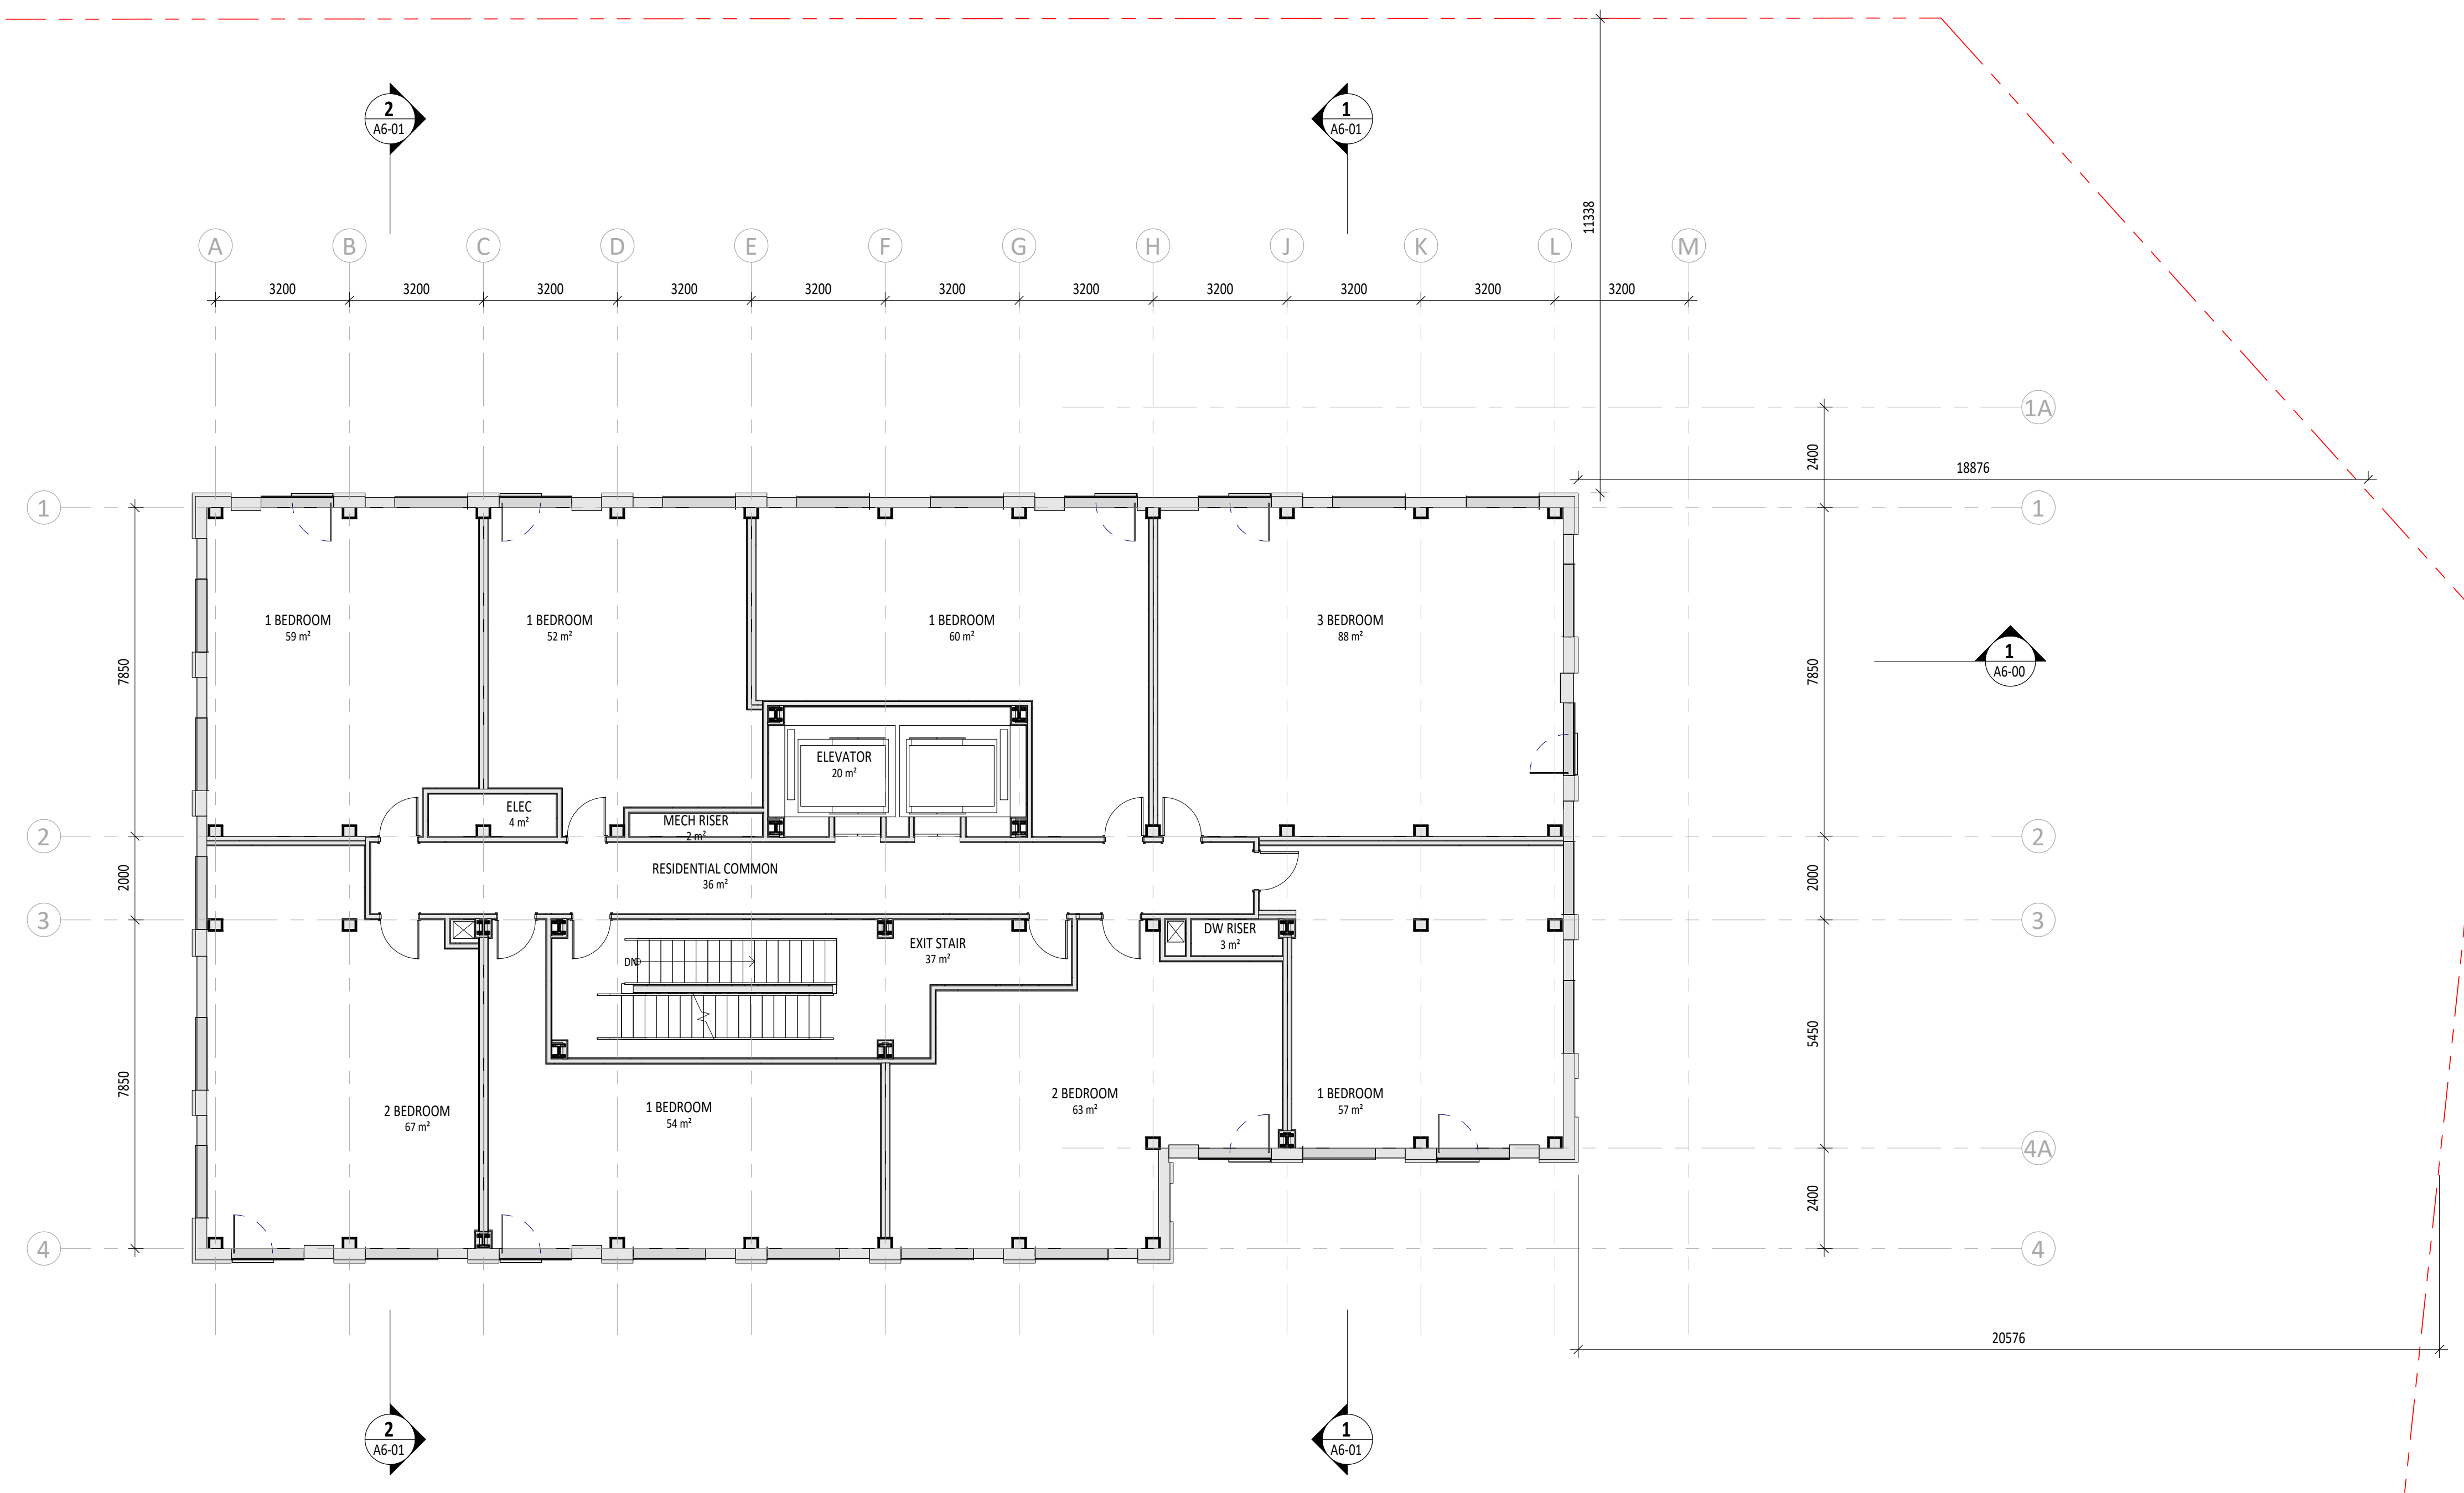 2
A6-01
1
A6-01
11338
A
B
C
D
E
F
G
H
J
K
L
M
3200
3200
3200
3200
3200
3200
3200
3200
3200
3200
3200
1A
2400
18876
1
1
1 BEDROOM
59 m²
1 BEDROOM
52 m²
1 BEDROOM
60 m²
3 BEDROOM
88 m²
7850
7850
1
A6-00
ELEVATOR
20 m²
ELEC
4 m²
MECH RISER
2 m²
2
2
RESIDENTIAL COMMON
36 m²
2000
2000
3
3
EXIT STAIR
37 m²
DW RISER
3 m²
DN
5450
7850
2 BEDROOM
67 m²
1 BEDROOM
54 m²
2 BEDROOM
63 m²
1 BEDROOM
57 m²
4A
2400
4
4
20576
2
A6-01
1
A6-01